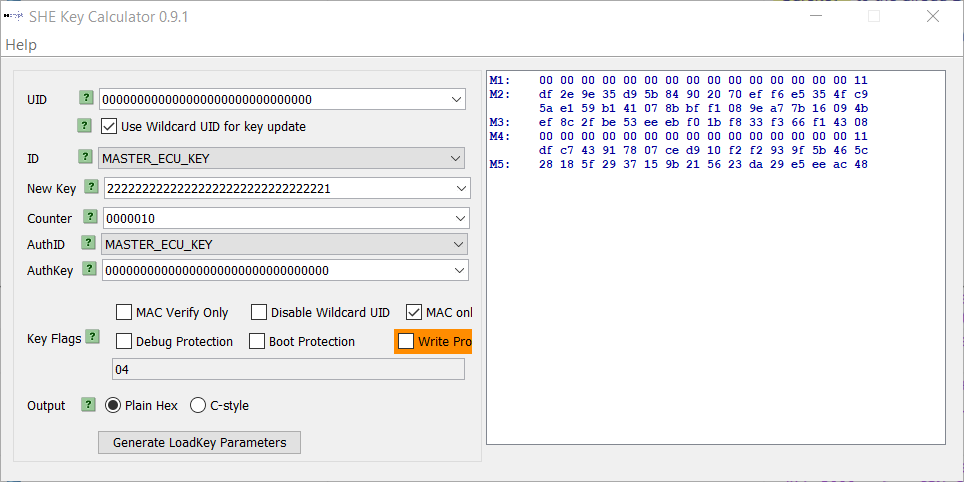 SHE Key Calculator 0.9.1
Help
UID ? 00000000000000000000000000000000
? Use Wildcard UID for key update
ID ? MASTER_ECU_KEY
New Key ? 22222222222222222222222222222221
Counter ? 0000010
AuthID ? MASTER_ECU_KEY
AuthKey ? 00000000000000000000000000000000
MAC Verify Only Disable Wildcard UID MAC onl
Key Flags ? Debug Protection Boot Protection Write Pro
04
Output ? Plain Hex C-style
Generate LoadKey Parameters
M1: 00 00 00 00 00 00 00 00 00 00 00 00 00 00 00 11
M2: df 2e 9e 35 d9 5b 84 90 20 70 ef f6 e5 35 4f c9
5a e1 59 b1 41 07 8b bf f1 08 9e a7 7b 16 09 4b
M3: ef 8c 2f be 53 ee eb f0 1b f8 33 f3 66 f1 43 08
M4: 00 00 00 00 00 00 00 00 00 00 00 00 00 00 00 11
df c7 43 91 78 07 ce d9 10 f2 f2 93 9f 5b 46 5c
M5: 28 18 5f 29 37 15 9b 21 56 23 da 29 e5 ee ac 48